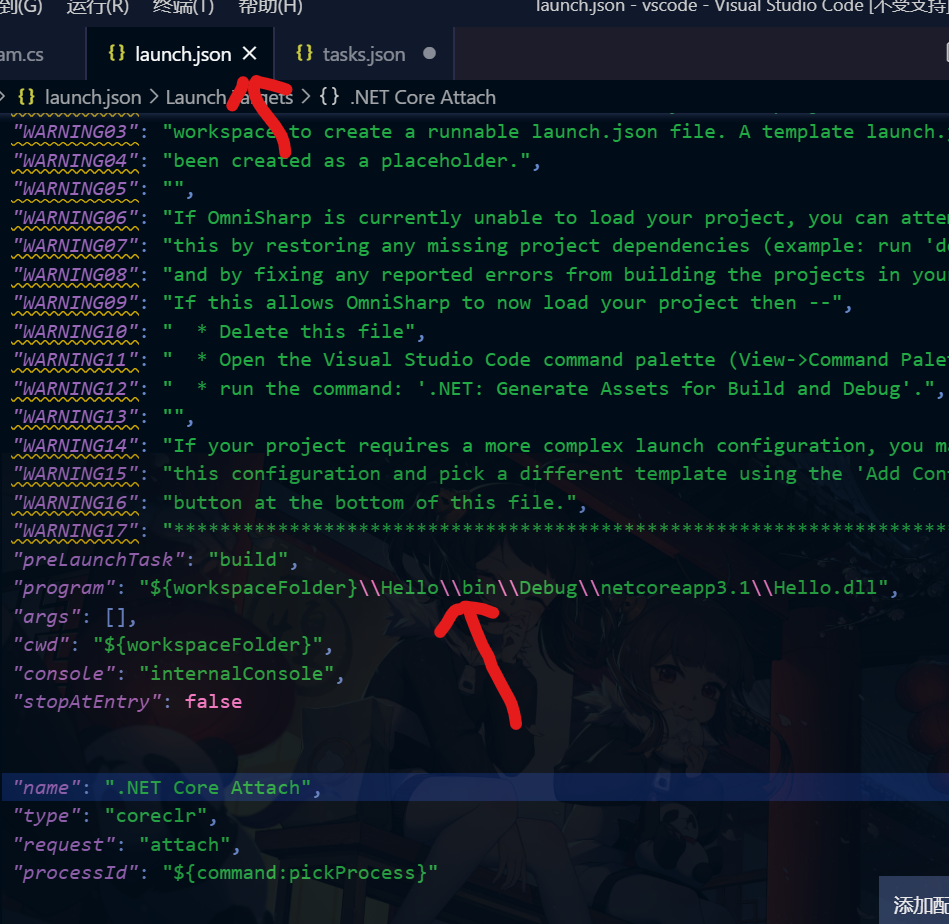 到(G) 运行(R) 终端(T) 帮助(H) launch.json - vscode - Visual Studio Code [不受支持]
am.cs {} launch.json × {} tasks.json ●
> {} launch.json > Launch Targets > {} .NET Core Attach
"WARNING03": "workspace to create a runnable launch.json file. A template launch.j
"WARNING04": "been created as a placeholder.",
"WARNING05": "",
"WARNING06": "If OmniSharp is currently unable to load your project, you can atte
"WARNING07": "this by restoring any missing project dependencies (example: run 'd
"WARNING08": "and by fixing any reported errors from building the projects in you
"WARNING09": "If this allows OmniSharp to now load your project then --",
"WARNING10": "  * Delete this file",
"WARNING11": "  * Open the Visual Studio Code command palette (View->Command Pale
"WARNING12": "  * run the command: '.NET: Generate Assets for Build and Debug'.",
"WARNING13": "",
"WARNING14": "If your project requires a more complex launch configuration, you m
"WARNING15": "this configuration and pick a different template using the 'Add Con
"WARNING16": "button at the bottom of this file.",
"WARNING17": "********************************************************************
"preLaunchTask": "build",
"program": "${workspaceFolder}\\Hello\\bin\\Debug\\netcoreapp3.1\\Hello.dll",
"args": [],
"cwd": "${workspaceFolder}",
"console": "internalConsole",
"stopAtEntry": false
"name": ".NET Core Attach",
"type": "coreclr",
"request": "attach",
"processId": "${command:pickProcess}"
添加配